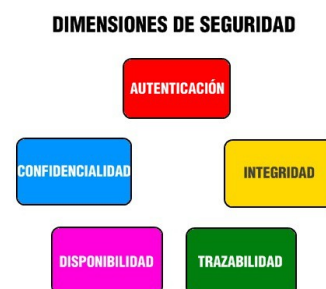 DIMENSIONES DE SEGURIDAD
AUTENTICACIÓN
CONFIDENCIALIDAD
INTEGRIDAD
DISPONIBILIDAD
TRAZABILIDAD